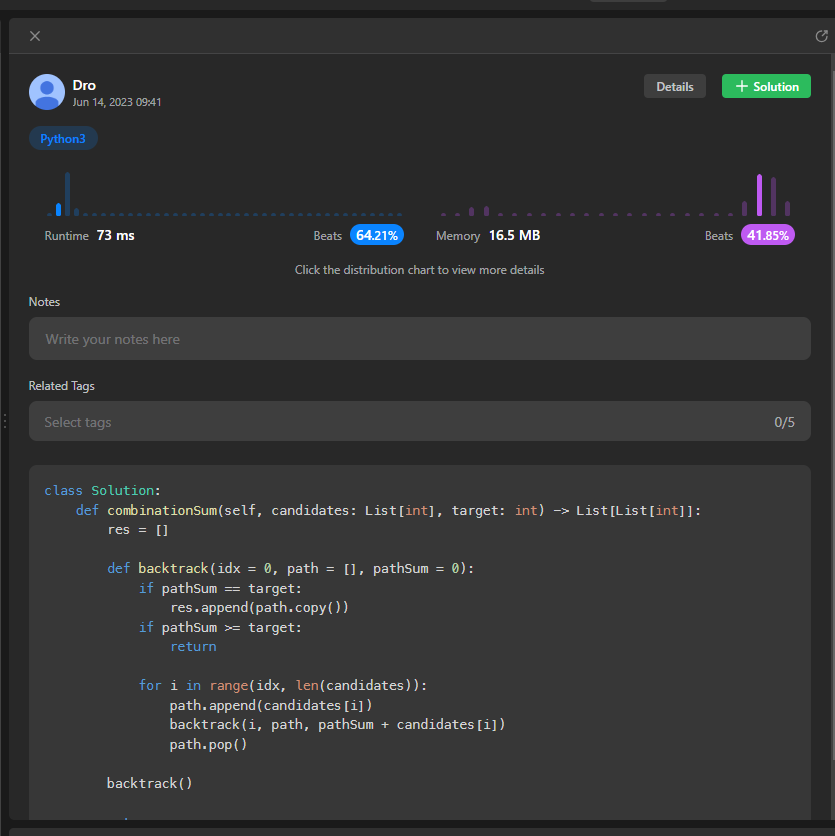 Dro
Details
+ Solution
Jun 14, 2023 09:41
Python3
Runtime 73 ms
Beats 64.21%
Memory 16.5 MB
Beats 41.85%
Click the distribution chart to view more details
Notes
Write your notes here
Related Tags
Select tags
0/5
class Solution:
    def combinationSum(self, candidates: List[int], target: int) -> List[List[int]]:
        res = []
        def backtrack(idx = 0, path = [], pathSum = 0):
            if pathSum == target:
                res.append(path.copy())
            if pathSum >= target:
                return
            for i in range(idx, len(candidates)):
                path.append(candidates[i])
                backtrack(i, path, pathSum + candidates[i])
                path.pop()
        backtrack()